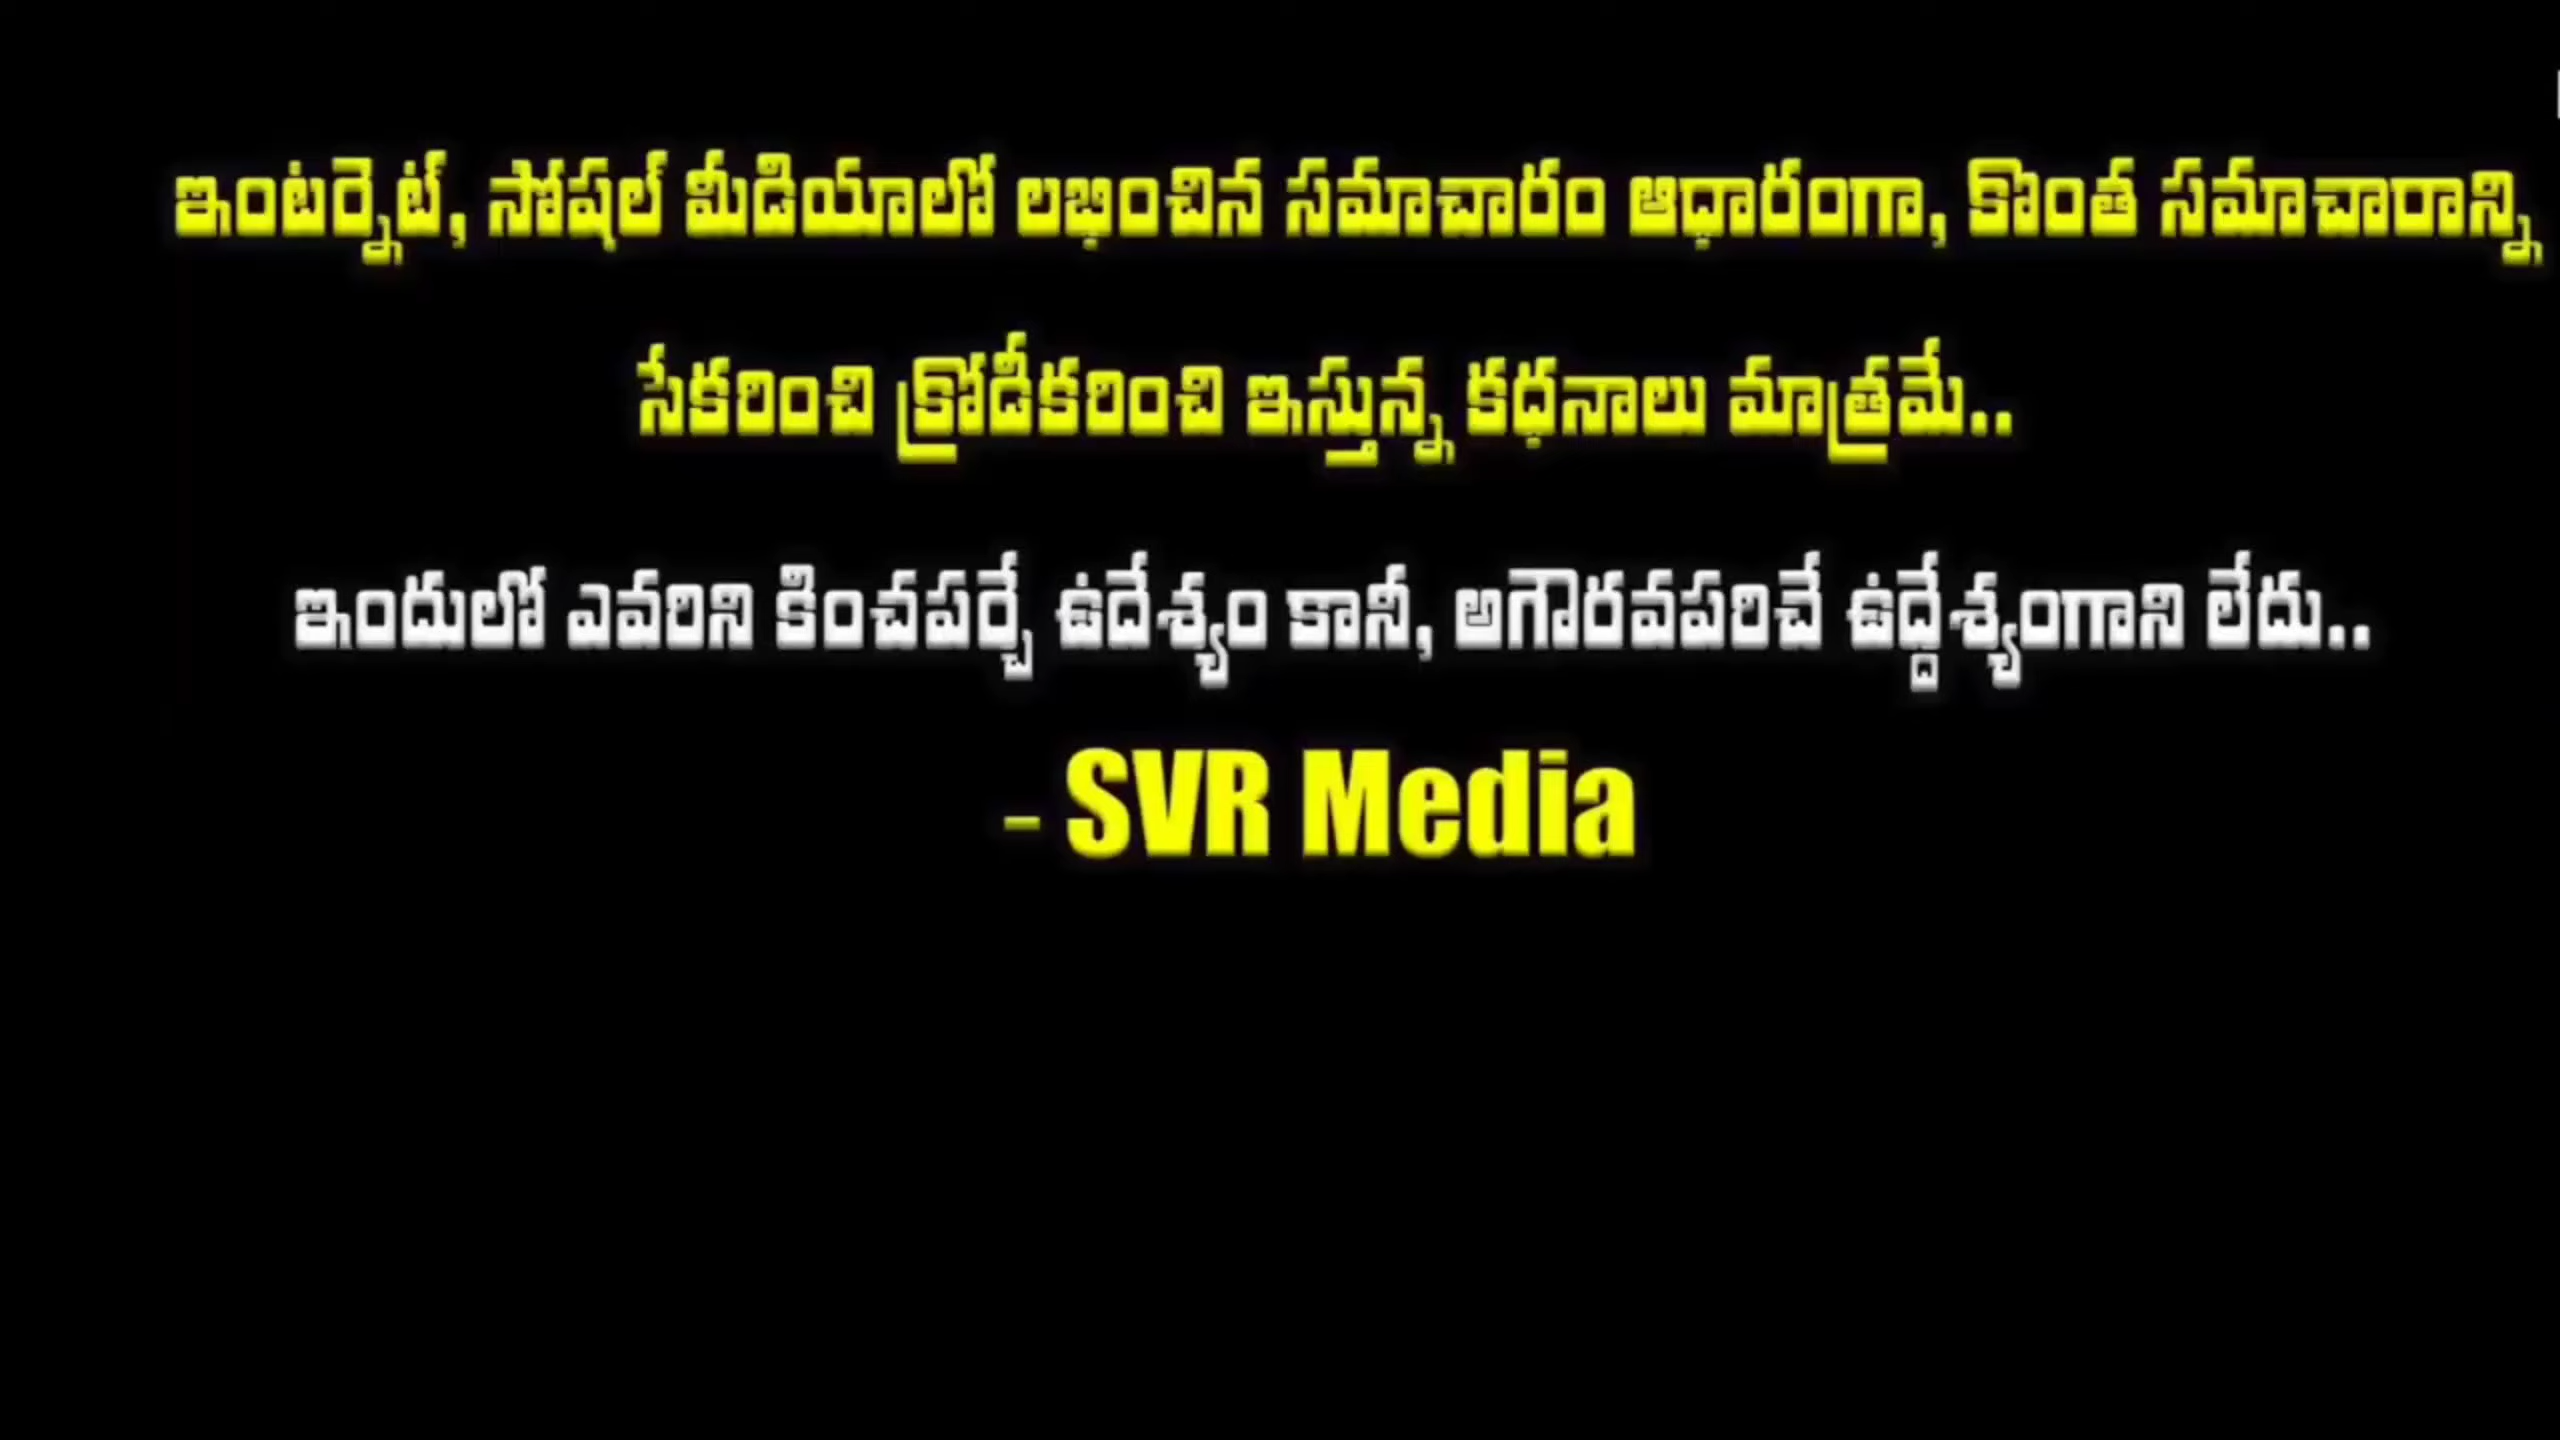 ఇంటర్నెట్, సోషల్ మీడియాలో లభించిన సమాచారం ఆధారంగా, కొంత సమాచారాన్ని
సేకరించి క్రోడీకరించి ఇస్తున్న కధనాలు మాత్రమే..
ఇందులో ఎవరిని కించపర్చే ఉదేశ్యం కానీ, అగౌరవపరిచే ఉద్దేశ్యంగాని లేదు..
- SVR Media